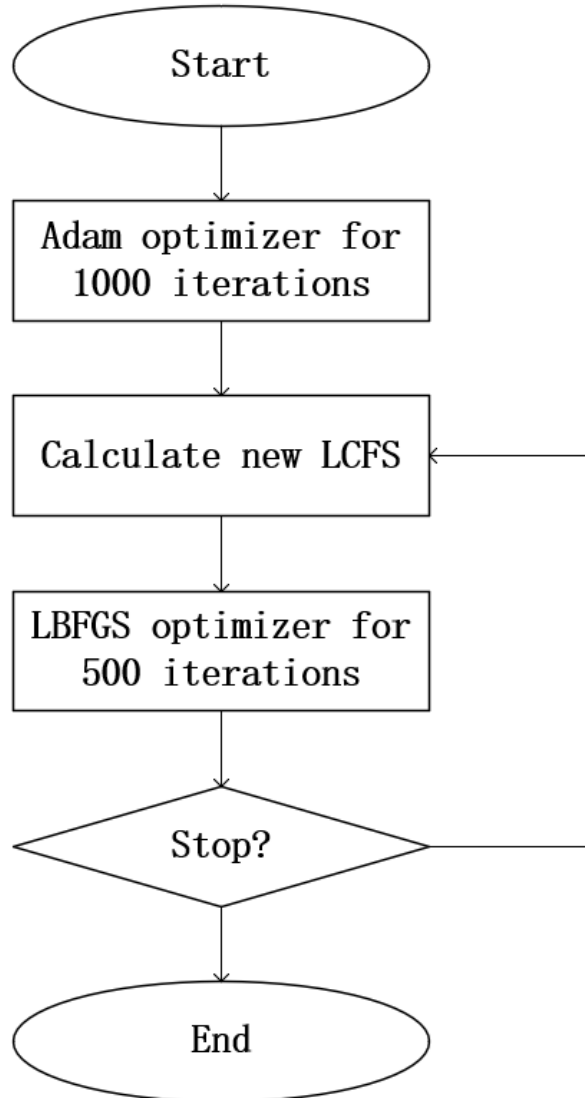 Start
Adam optimizer for
1000 iterations
Calculate new LCFS
LBFGS optimizer for
500 iterations
Stop?
End